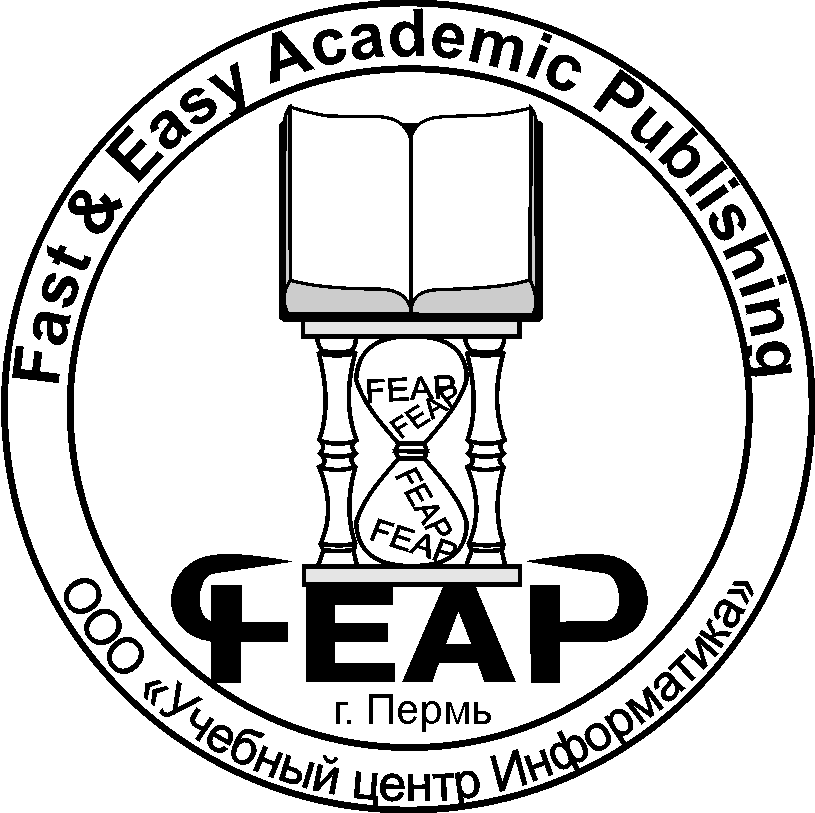 Fast & Easy Academic Publishing
FEAP
FEAP
FEAP
FEAP
FEAP
г. Пермь
ООО «Учебный центр Информатика»